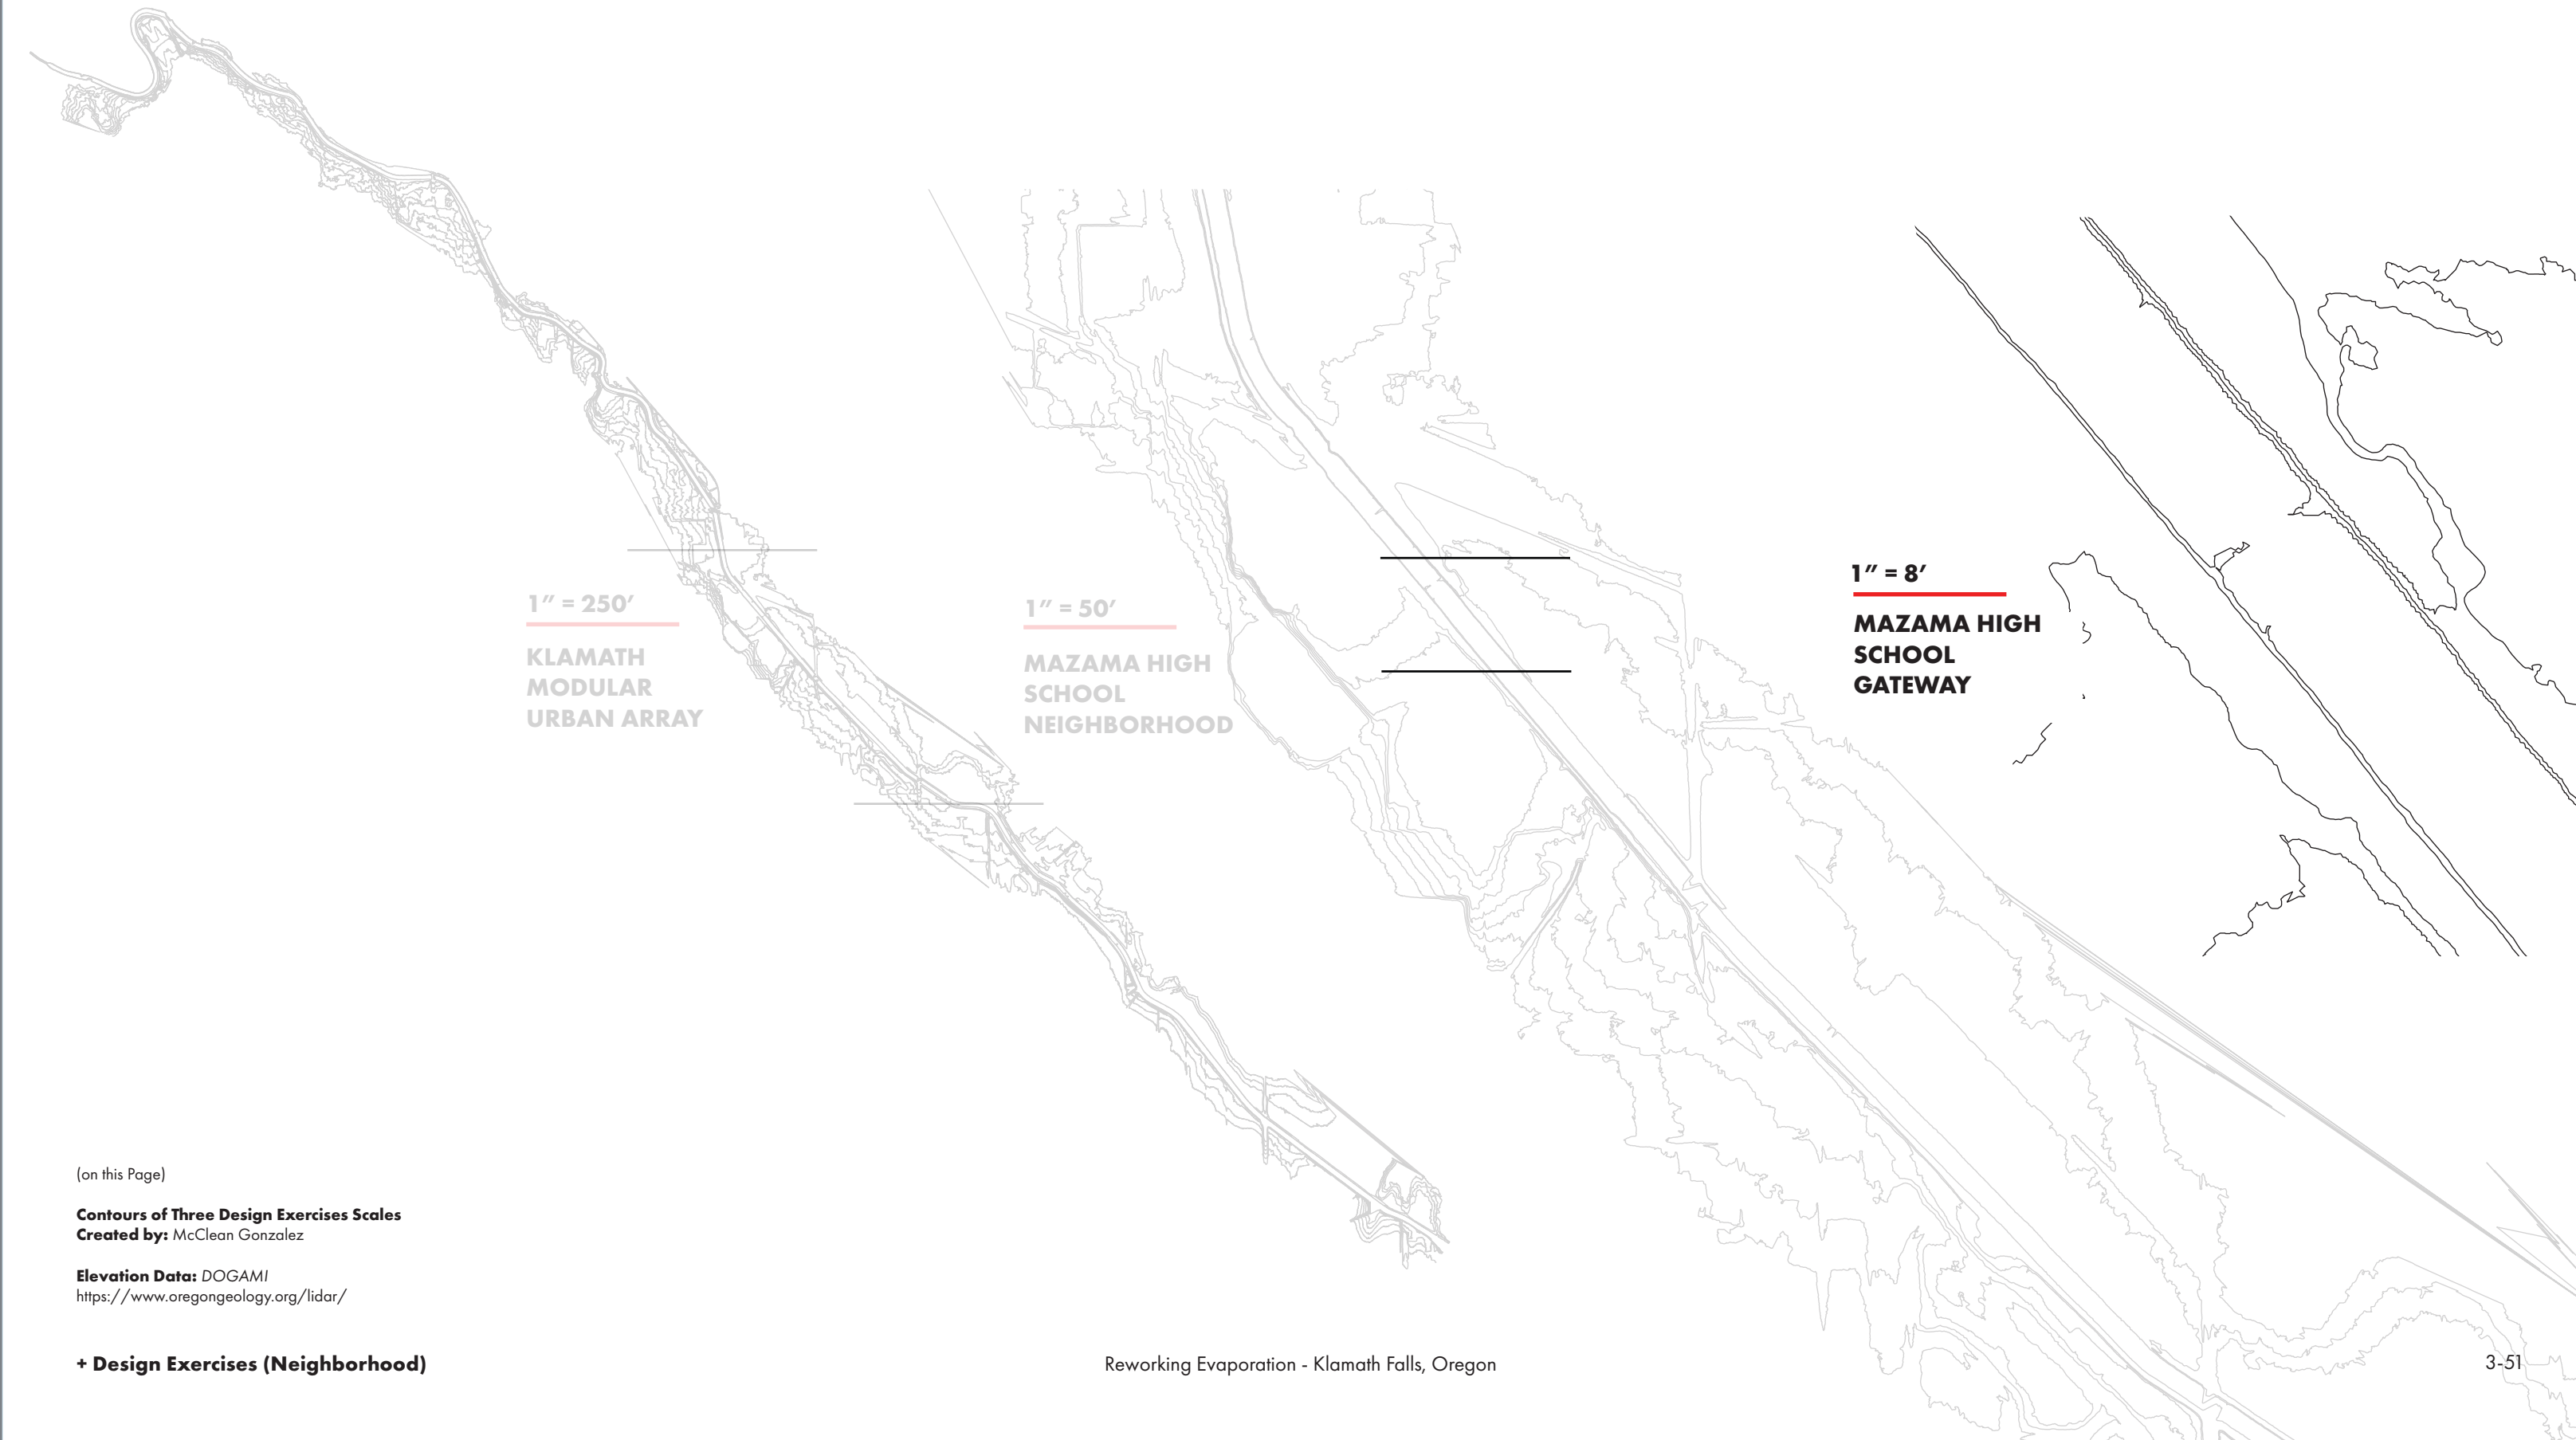 1″ = 250′
KLAMATH
MODULAR
URBAN ARRAY
1″ = 50′
MAZAMA HIGH
SCHOOL
NEIGHBORHOOD
1″ = 8′
MAZAMA HIGH
SCHOOL
GATEWAY
(on this Page)
Contours of Three Design Exercises Scales
Created by: McClean Gonzalez
Elevation Data: DOGAMI
https://www.oregongeology.org/lidar/
+ Design Exercises (Neighborhood)
Reworking Evaporation - Klamath Falls, Oregon
3-51